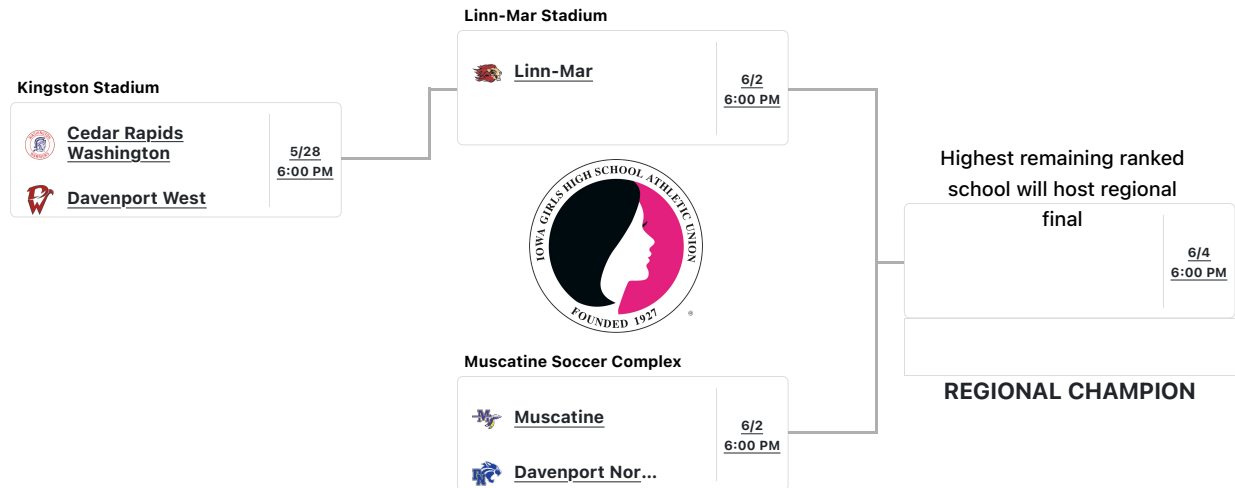 Linn-Mar Stadium
Linn-Mar
6/2
6:00 PM
Kingston Stadium
Cedar Rapids
Washington
5/28
6:00 PM
Davenport West
IOWA GIRLS HIGH SCHOOL ATHLETIC UNION
FOUNDED 1927
®
Highest remaining ranked
school will host regional
final
6/4
6:00 PM
REGIONAL CHAMPION
Muscatine Soccer Complex
Muscatine
6/2
6:00 PM
Davenport Nor...